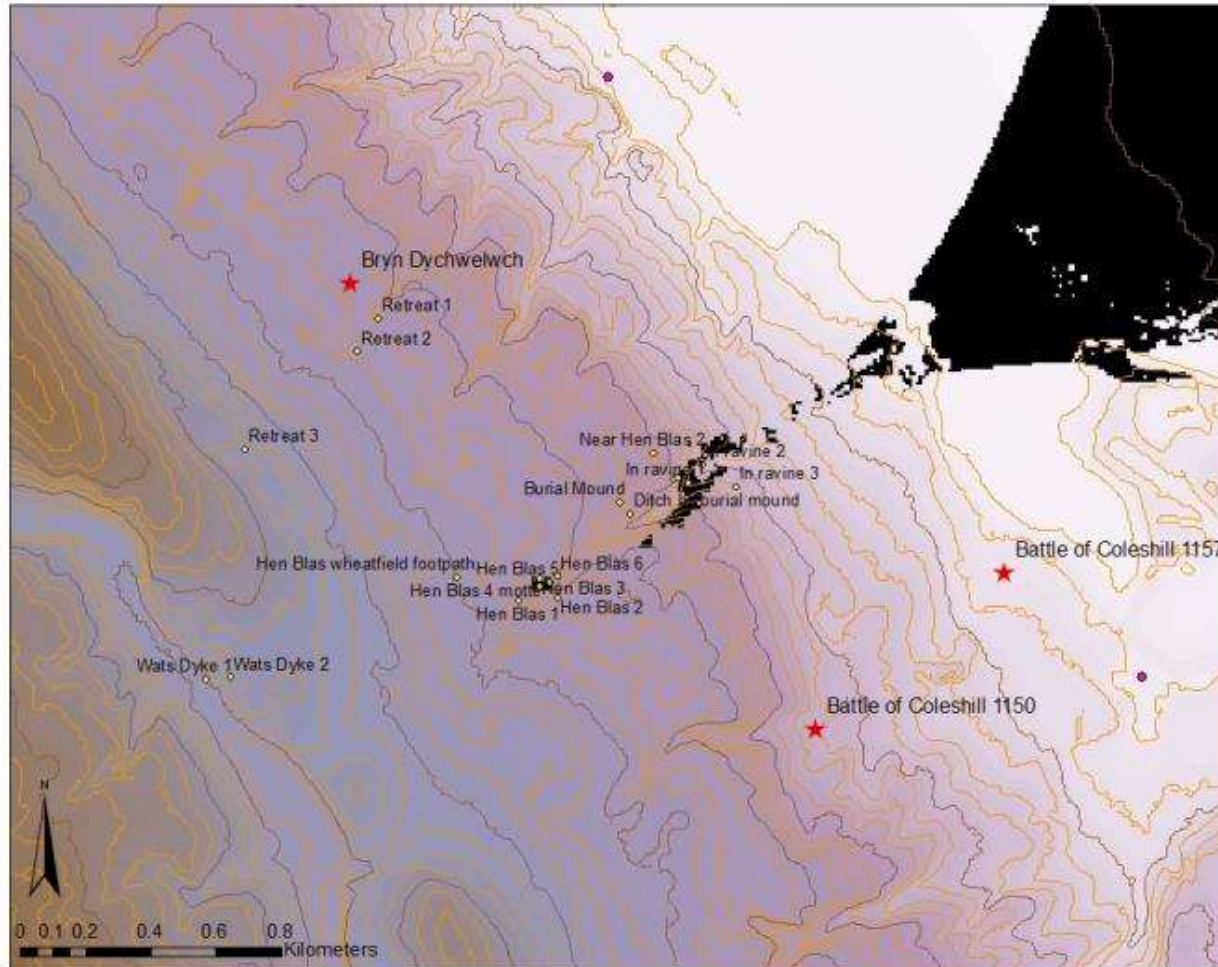 Bryn Dychwelwch
Retreat 1
Retreat 2
Retreat 3
Near Hen Blas 2
In ravine
ravine 2
In ravine 3
Burial Mound
Ditch burial mound
Battle of Coleshill 1157
Hen Blas wheatfield footpath
Hen Blas 5
Hen Blas 6
Hen Blas 4 motte
Hen Blas 3
Hen Blas 1
Hen Blas 2
Wats Dyke 1
Wats Dyke 2
Battle of Coleshill 1150
N
0 0.1 0.2 0.4 0.6 0.8
Kilometers